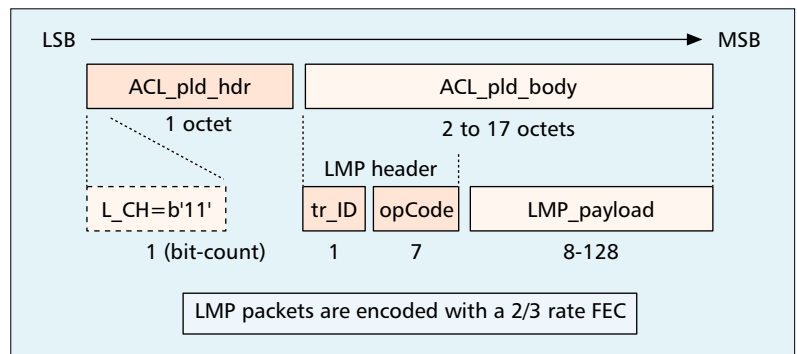 LSB MSB
ACL_pld_hdr ACL_pld_body
1 octet 2 to 17 octets
LMP header
L_CH=b'11' tr_ID opCode LMP_payload
1 (bit-count) 1 7 8-128
LMP packets are encoded with a 2/3 rate FEC